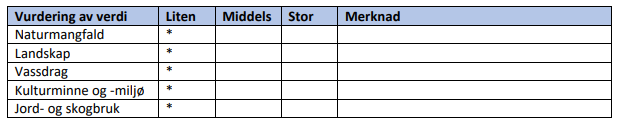 Vurdering av verdi Liten Middels Stor Merknad
Naturmangfald *
Landskap *
Vassdrag *
Kulturminne og -miljø *
Jord- og skogbruk *